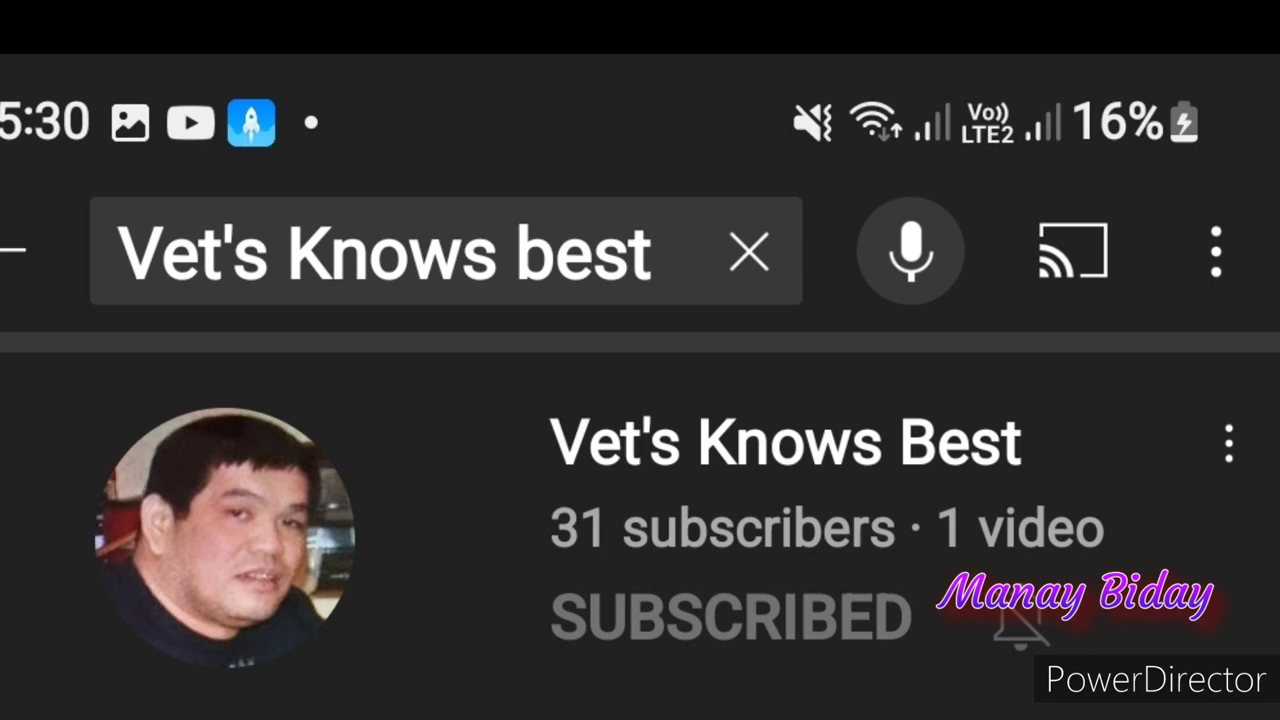 5:30 Vo)) LTE2 16%
Vet's Knows best
Vet's Knows Best
31 subscribers · 1 video
SUBSCRIBED
Manay Biday
PowerDirector